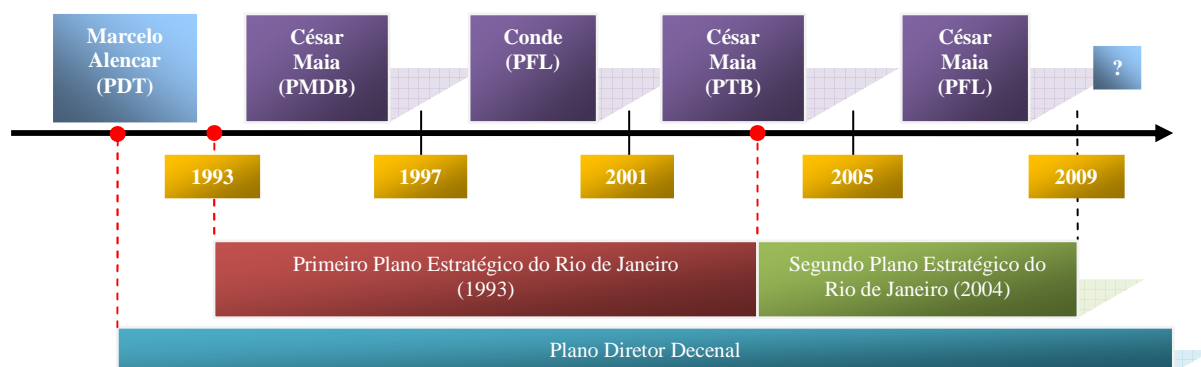 Marcelo
Alencar
(PDT)
César
Maia
(PMDB)
Conde
(PFL)
César
Maia
(PTB)
César
Maia
(PFL)
?
1993
1997
2001
2005
2009
Primeiro Plano Estratégico do Rio de Janeiro
(1993)
Segundo Plano Estratégico do
Rio de Janeiro (2004)
Plano Diretor Decenal